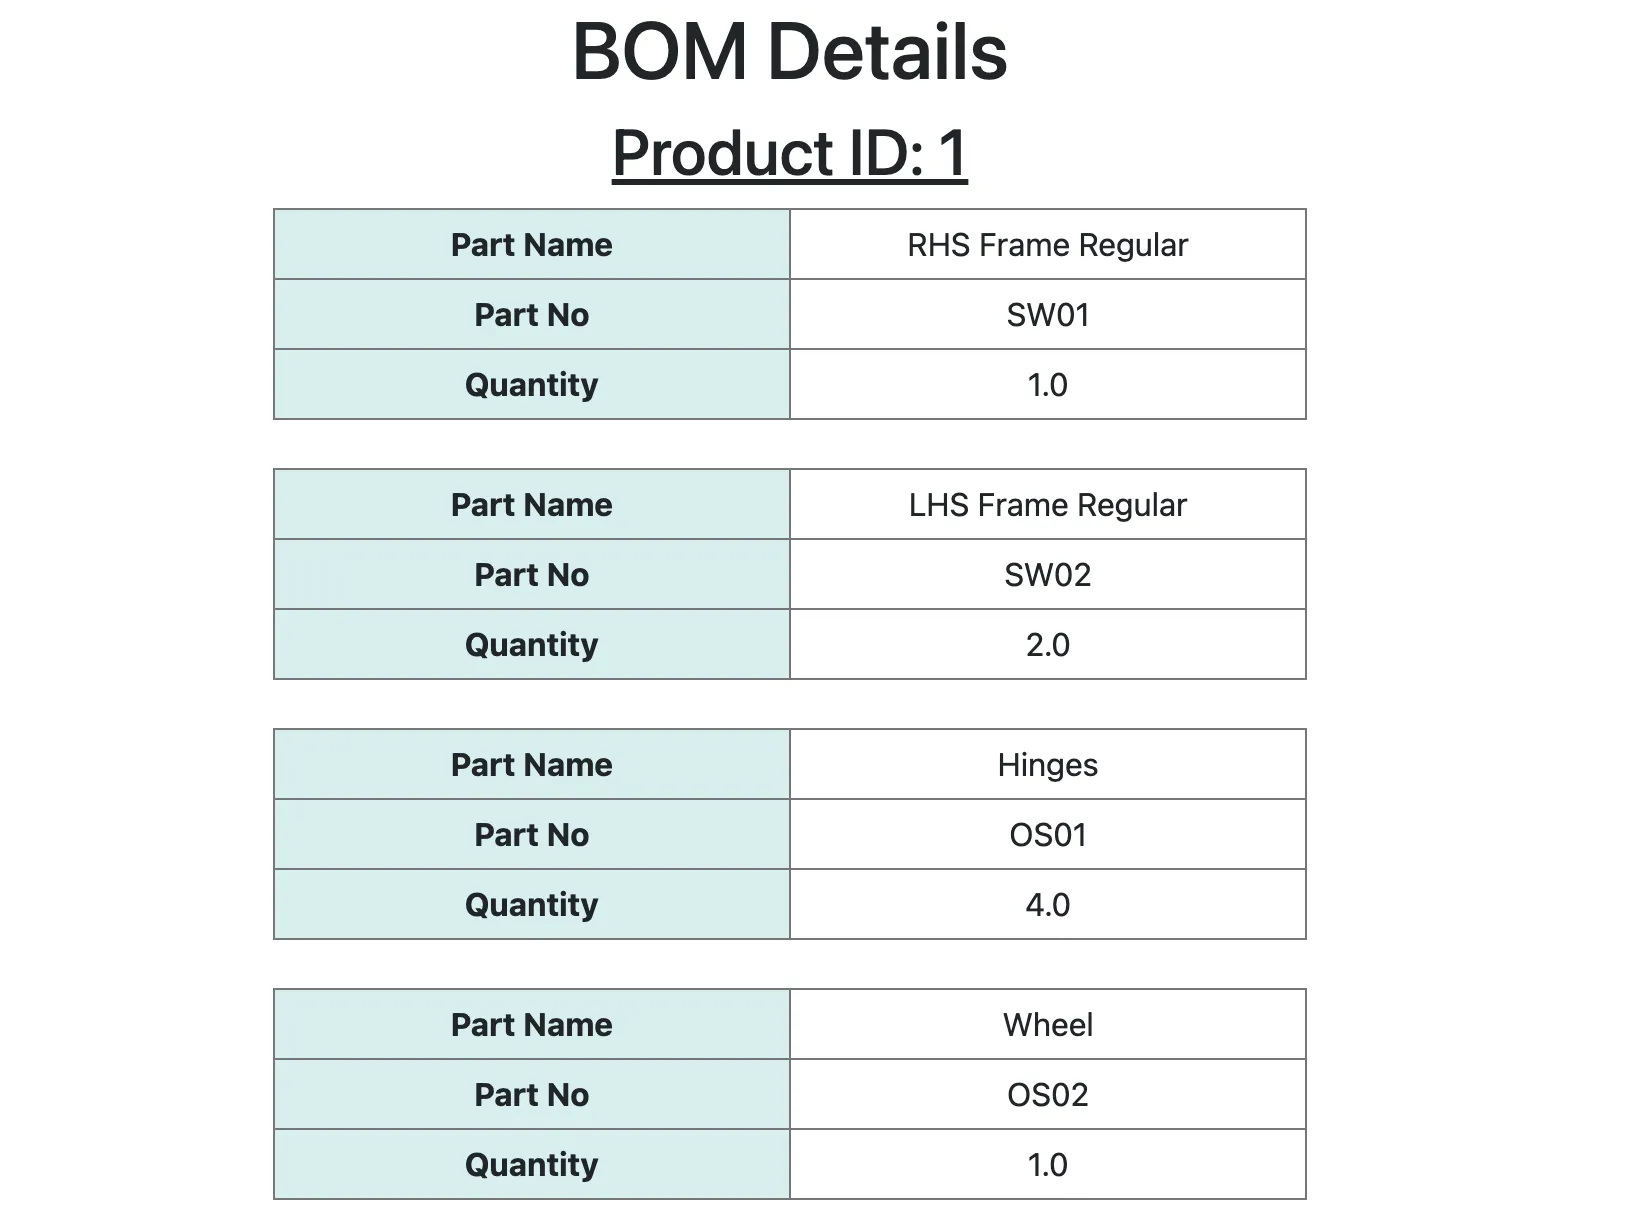 BOM Details
Product ID: 1
Part Name RHS Frame Regular
Part No SW01
Quantity 1.0
Part Name LHS Frame Regular
Part No SW02
Quantity 2.0
Part Name Hinges
Part No OS01
Quantity 4.0
Part Name Wheel
Part No OS02
Quantity 1.0